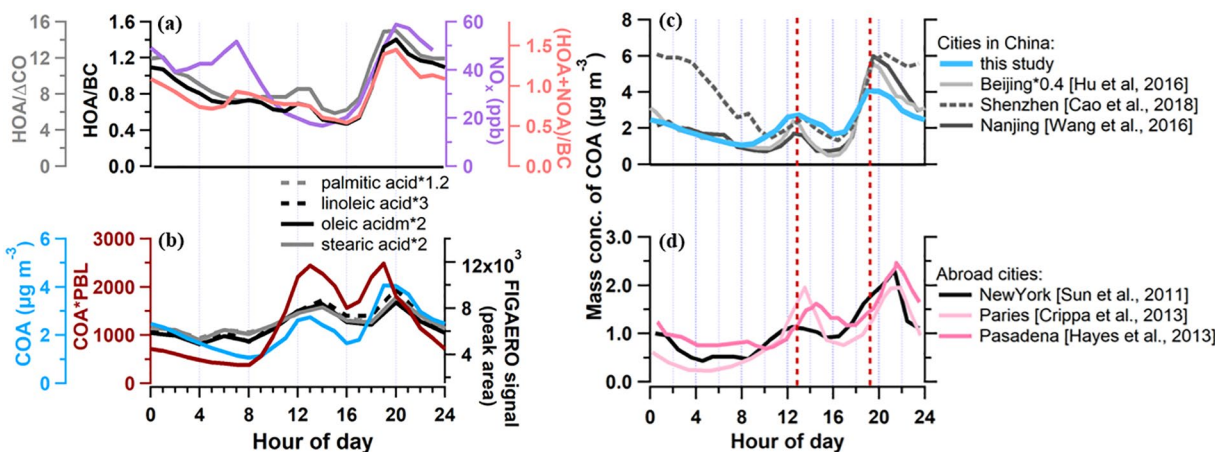 (a)
HOA/ΔCO
16
12
8
4
0
HOA/BC
1.6
1.2
0.8
0.4
0.0
NOx (ppb)
60
40
20
0
(HOA+NOA)/BC
1.5
1.0
0.5
0.0
palmitic acid*1.2
linoleic acid*3
oleic acidm*2
stearic acid*2
(b)
COA (µg m-3)
6
4
2
0
COA*PBL
3000
2000
1000
0
12x10^3
8
4
FIGAERO signal
(peak area)
0 4 8 12 16 20 24
Hour of day
(c)
Mass conc. of COA (µg m-3)
8
6
4
2
0
Cities in China:
this study
Beijing*0.4 [Hu et al, 2016]
Shenzhen [Cao et al., 2018]
Nanjing [Wang et al., 2016]
(d)
3.0
2.0
1.0
0.0
0 4 8 12 16 20 24
Hour of day
Abroad cities:
NewYork [Sun et al., 2011]
Paries [Crippa et al., 2013]
Pasadena [Hayes et al., 2013]